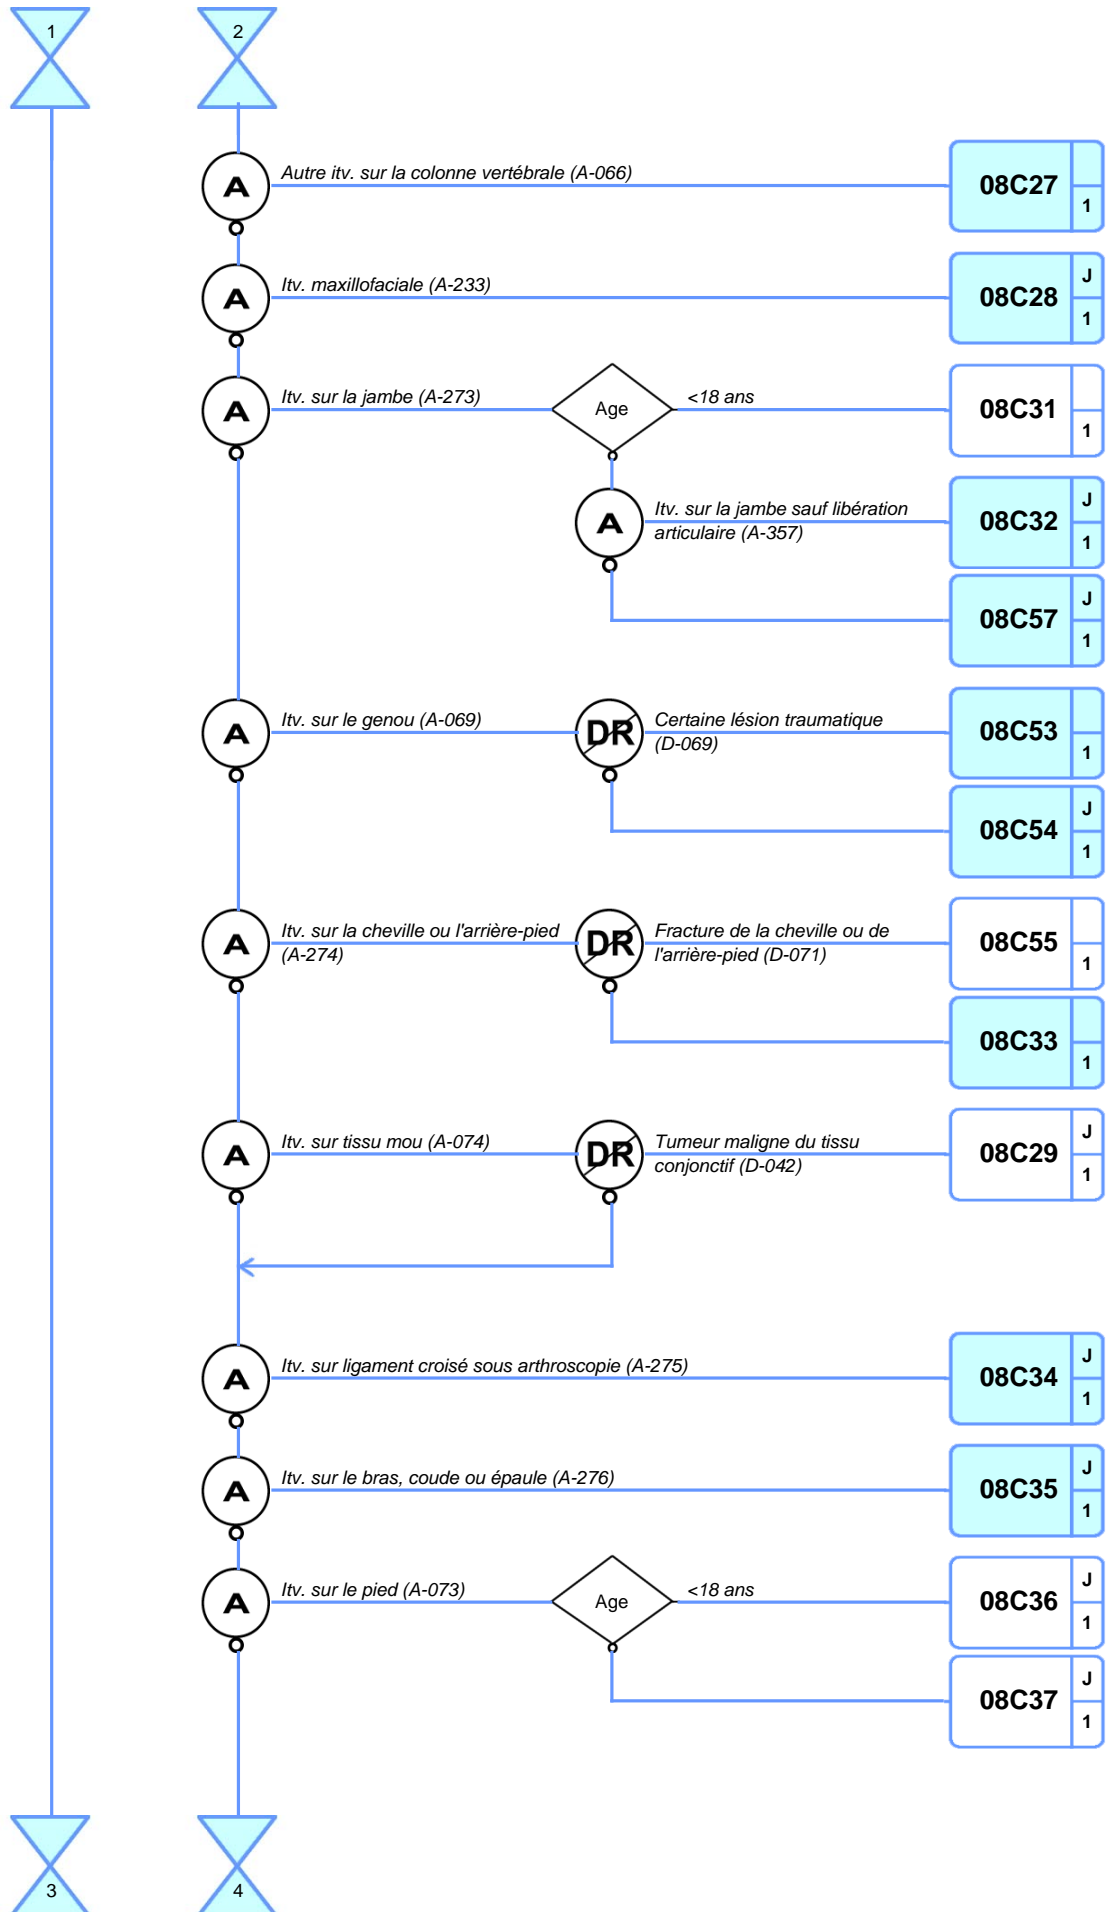 1
2
A
Autre itv. sur la colonne vertébrale (A-066)
08C27
1
A
Itv. maxillofaciale (A-233)
08C28
J
1
A
Itv. sur la jambe (A-273)
Age
<18 ans
08C31
1
A
Itv. sur la jambe sauf libération
articulaire (A-357)
08C32
J
1
08C57
J
1
A
Itv. sur le genou (A-069)
DR
Certaine lésion traumatique
(D-069)
08C53
1
08C54
J
1
A
Itv. sur la cheville ou l'arrière-pied
(A-274)
DR
Fracture de la cheville ou de
l'arrière-pied (D-071)
08C55
1
08C33
1
A
Itv. sur tissu mou (A-074)
DR
Tumeur maligne du tissu
conjonctif (D-042)
08C29
J
1
A
Itv. sur ligament croisé sous arthroscopie (A-275)
08C34
J
1
A
Itv. sur le bras, coude ou épaule (A-276)
08C35
J
1
A
Itv. sur le pied (A-073)
Age
<18 ans
08C36
J
1
08C37
J
1
3
4